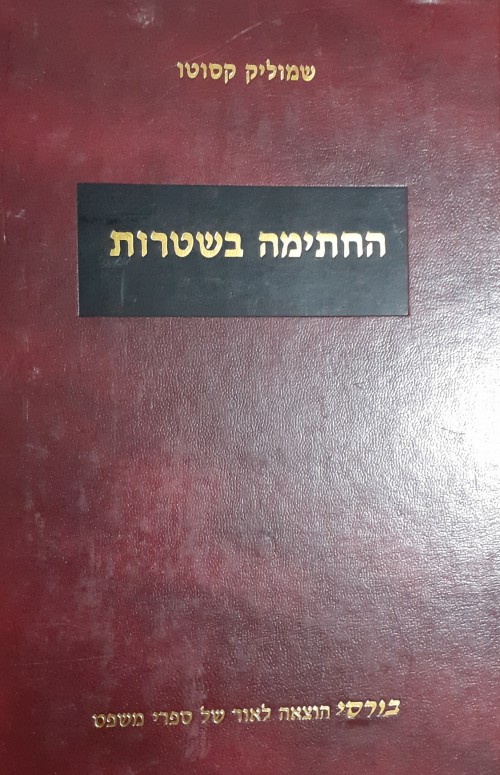 שמוליק קסוטו
החתימה בשטרות
בורסי הוצאה לאור של ספרי משפט